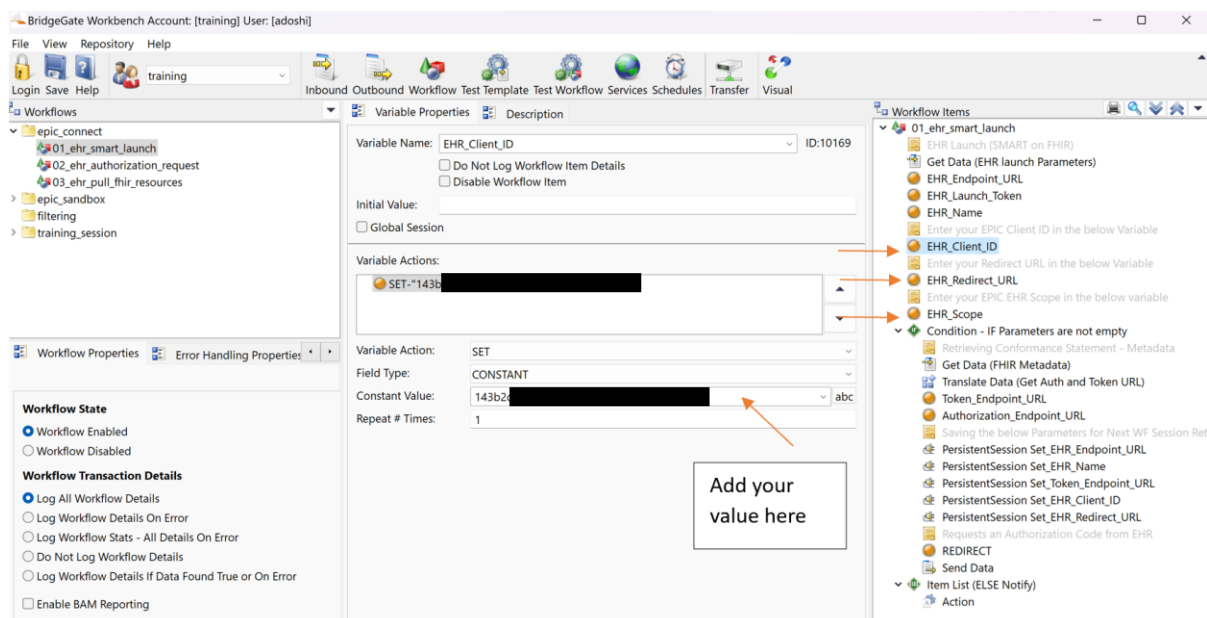 BridgeGate Workbench Account: [training] User: [adoshi]
File View Repository Help
training
Login Save Help Inbound Outbound Workflow Test Template Test Workflow Services Schedules Transfer Visual
Workflows
epic_connect
01_ehr_smart_launch
02_ehr_authorization_request
03_ehr_pull_fhir_resources
epic_sandbox
filtering
training_session
Workflow Properties Error Handling Properties
Workflow State
Workflow Enabled
Workflow Disabled
Workflow Transaction Details
Log All Workflow Details
Log Workflow Details On Error
Log Workflow Stats - All Details On Error
Do Not Log Workflow Details
Log Workflow Details If Data Found True or On Error
Enable BAM Reporting
Variable Properties Description
Variable Name: EHR_Client_ID ID:10169
Do Not Log Workflow Item Details
Disable Workflow Item
Initial Value:
Global Session
Variable Actions:
SET-"143b
Variable Action: SET
Field Type: CONSTANT
Constant Value: 143b2 abc
Repeat # Times: 1
Add your
value here
Workflow Items
01_ehr_smart_launch
EHR Launch (SMART on FHIR)
Get Data (EHR launch Parameters)
EHR_Endpoint_URL
EHR_Launch_Token
EHR_Name
Enter your EPIC Client ID in the below Variable
EHR_Client_ID
Enter your Redirect URL in the below Variable
EHR_Redirect_URL
Enter your EPIC EHR Scope in the below variable
EHR_Scope
Condition - IF Parameters are not empty
Retrieving Conformance Statement - Metadata
Get Data (FHIR Metadata)
Translate Data (Get Auth and Token URL)
Token_Endpoint_URL
Authorization_Endpoint_URL
Saving the below Parameters for Next WF Session Ret
PersistentSession Set_EHR_Endpoint_URL
PersistentSession Set_EHR_Name
PersistentSession Set_Token_Endpoint_URL
PersistentSession Set_EHR_Client_ID
PersistentSession Set_EHR_Redirect_URL
Requests an Authorization Code from EHR
REDIRECT
Send Data
Item List (ELSE Notify)
Action